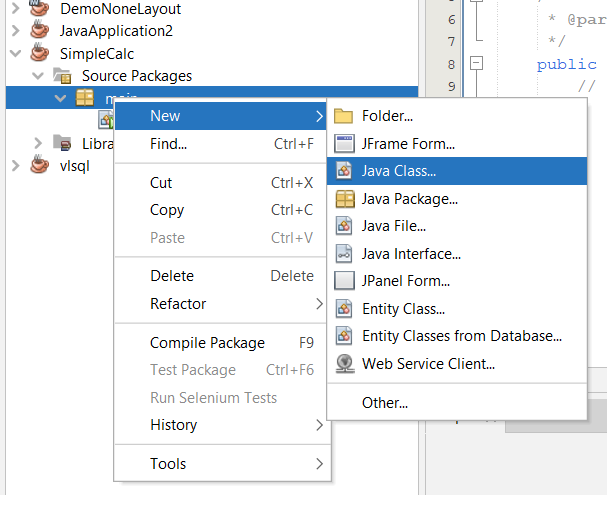 DemoNoneLayout
JavaApplication2
SimpleCalc
Source Packages
main
Libra
vlsql
New
Find... Ctrl+F
Cut Ctrl+X
Copy Ctrl+C
Paste Ctrl+V
Delete Delete
Refactor
Compile Package F9
Test Package Ctrl+F6
Run Selenium Tests
History
Tools
Folder...
JFrame Form...
Java Class...
Java Package...
Java File...
Java Interface...
JPanel Form...
Entity Class...
Entity Classes from Database...
Web Service Client...
Other...
6 * @par
7 */
8 public
9 //